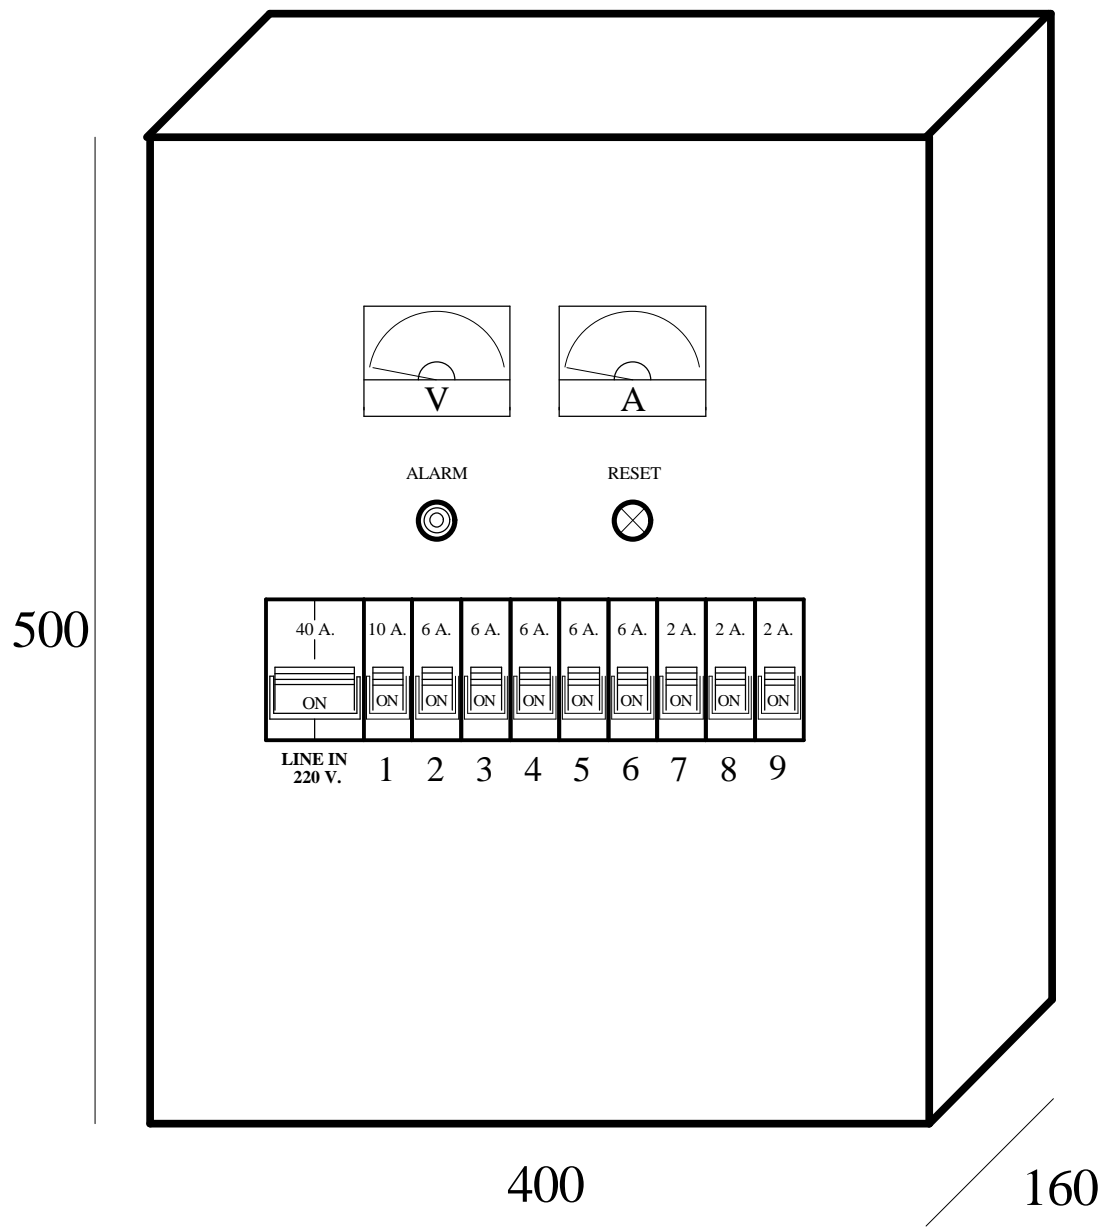 V
A
ALARM
RESET
500
40 A.
10 A.
6 A.
6 A.
6 A.
6 A.
6 A.
2 A.
2 A.
2 A.
ON
ON
ON
ON
ON
ON
ON
ON
ON
ON
LINE IN
220 V.
1
2
3
4
5
6
7
8
9
400
160